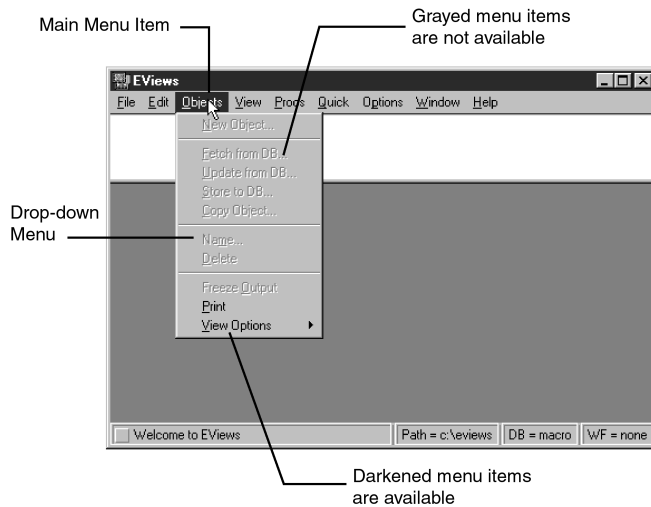 Main Menu Item
Grayed menu items
are not available
EViews
File Edit Objects View Procs Quick Options Window Help
New Object...
Fetch from DB...
Update from DB...
Store to DB...
Copy Object...
Drop-down
Menu
Name...
Delete
Freeze Output
Print
View Options
Welcome to EViews Path = c:\eviews DB = macro WF = none
Darkened menu items
are available